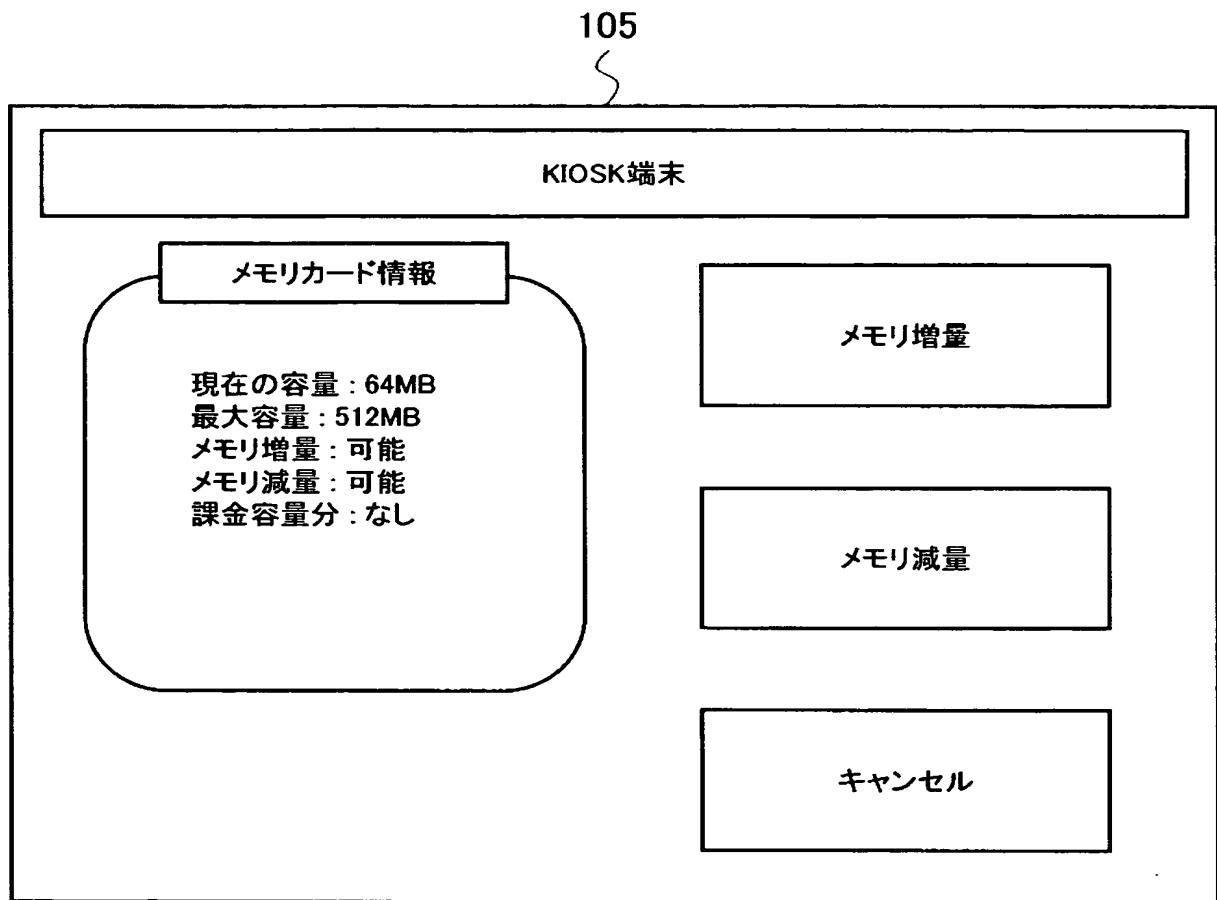 105
KIOSK端末
メモリカード情報
現在の容量：64MB
最大容量：512MB
メモリ増量：可能
メモリ減量：可能
課金容量分：なし
メモリ増量
メモリ減量
キャンセル